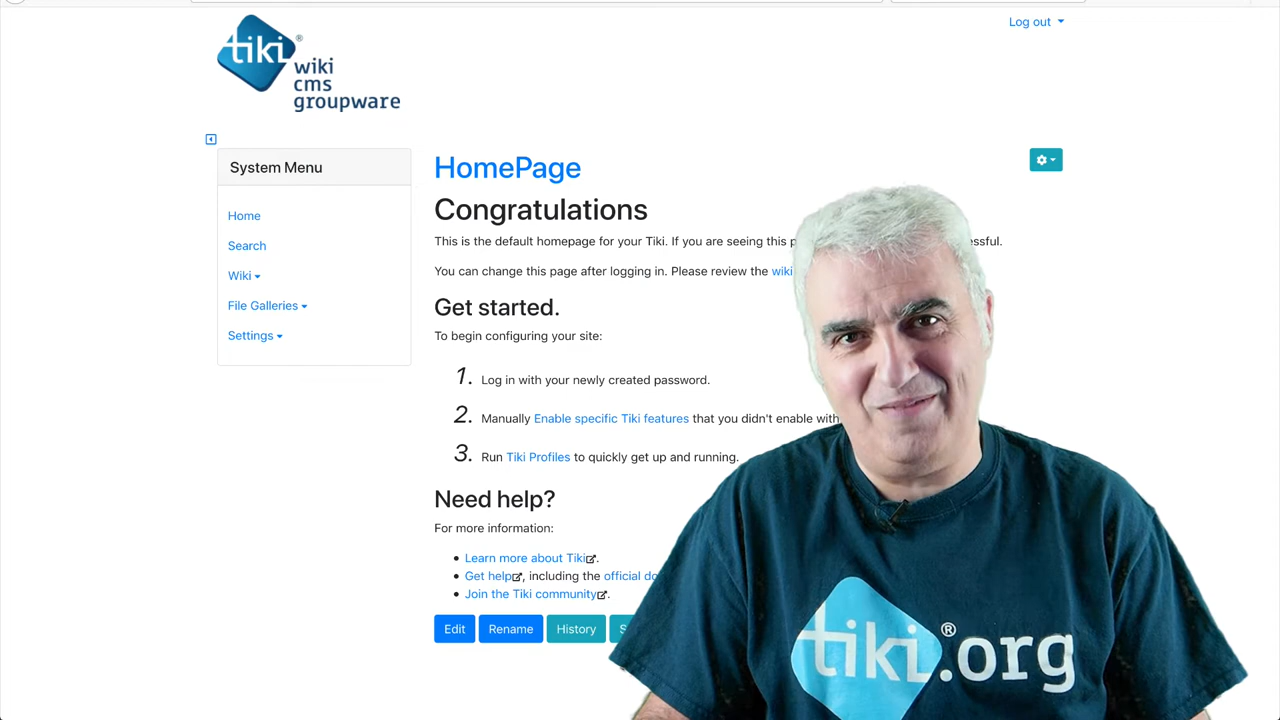 Log out
tiki®
wiki
cms
groupware
System Menu
Home
Search
Wiki
File Galleries
Settings
HomePage
Congratulations
This is the default homepage for your Tiki. If you are seeing this
You can change this page after logging in. Please review the wiki
Get started.
To begin configuring your site:
1. Log in with your newly created password.
2. Manually Enable specific Tiki features that you didn't enable with
3. Run Tiki Profiles to quickly get up and running.
Need help?
For more information:
• Learn more about Tiki.
• Get help, including the official
• Join the Tiki community.
Edit Rename History
tiki®.org